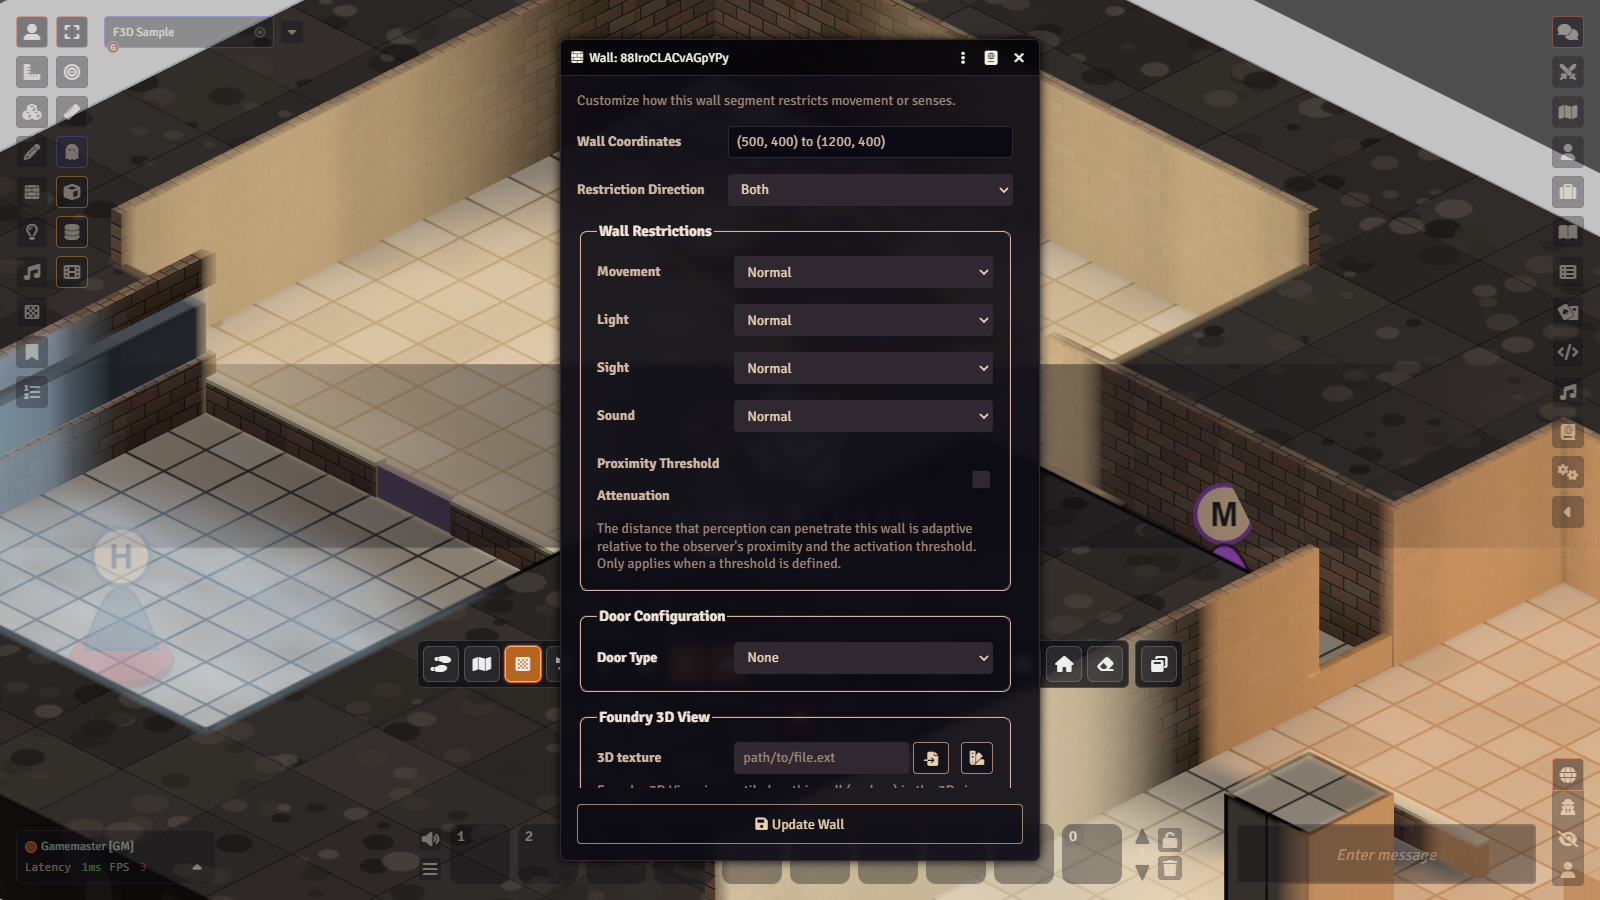 F3D Sample
G
Wall: 88IroCLACvAGpYPy
Customize how this wall segment restricts movement or senses.
Wall Coordinates
(500, 400) to (1200, 400)
Restriction Direction
Both
Wall Restrictions
Movement
Normal
Light
Normal
Sight
Normal
Sound
Normal
Proximity Threshold
Attenuation
The distance that perception can penetrate this wall is adaptive
relative to the observer's proximity and the activation threshold.
Only applies when a threshold is defined.
Door Configuration
Door Type
None
Foundry 3D View
3D texture
path/to/file.ext
Update Wall
H
M
Gamemaster [GM]
Latency 1ms FPS 3
1
2
0
Enter message